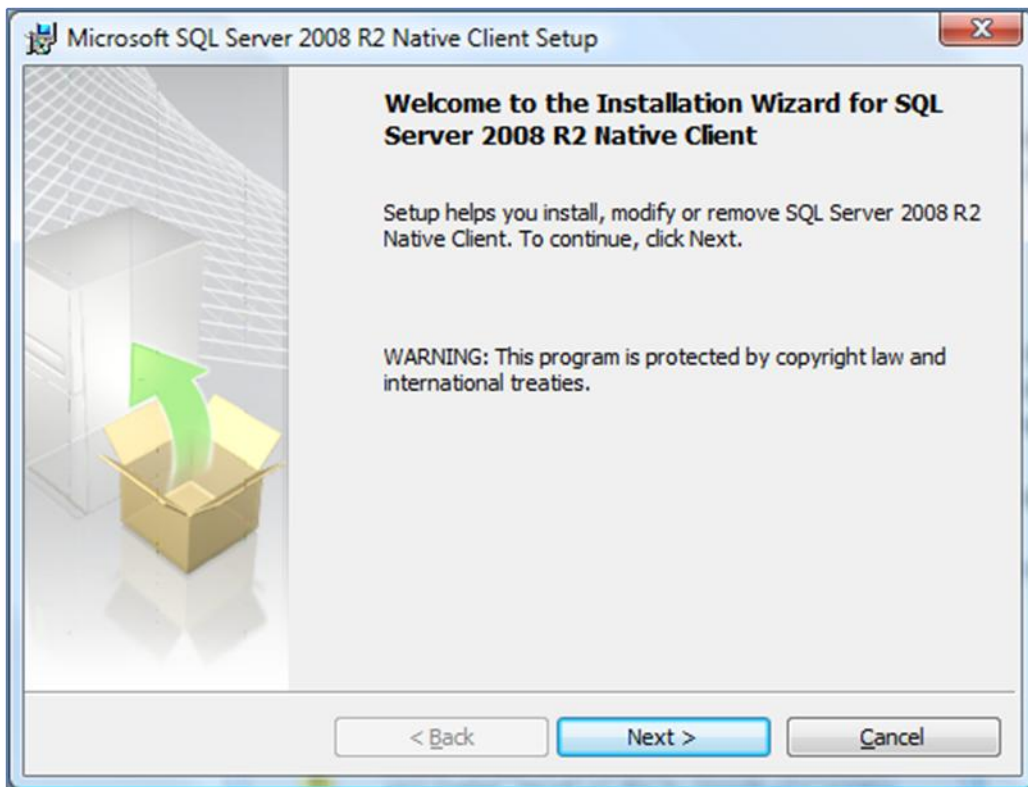 Microsoft SQL Server 2008 R2 Native Client Setup
Welcome to the Installation Wizard for SQL
Server 2008 R2 Native Client
Setup helps you install, modify or remove SQL Server 2008 R2
Native Client. To continue, click Next.
WARNING: This program is protected by copyright law and
international treaties.
< Back
Next >
Cancel